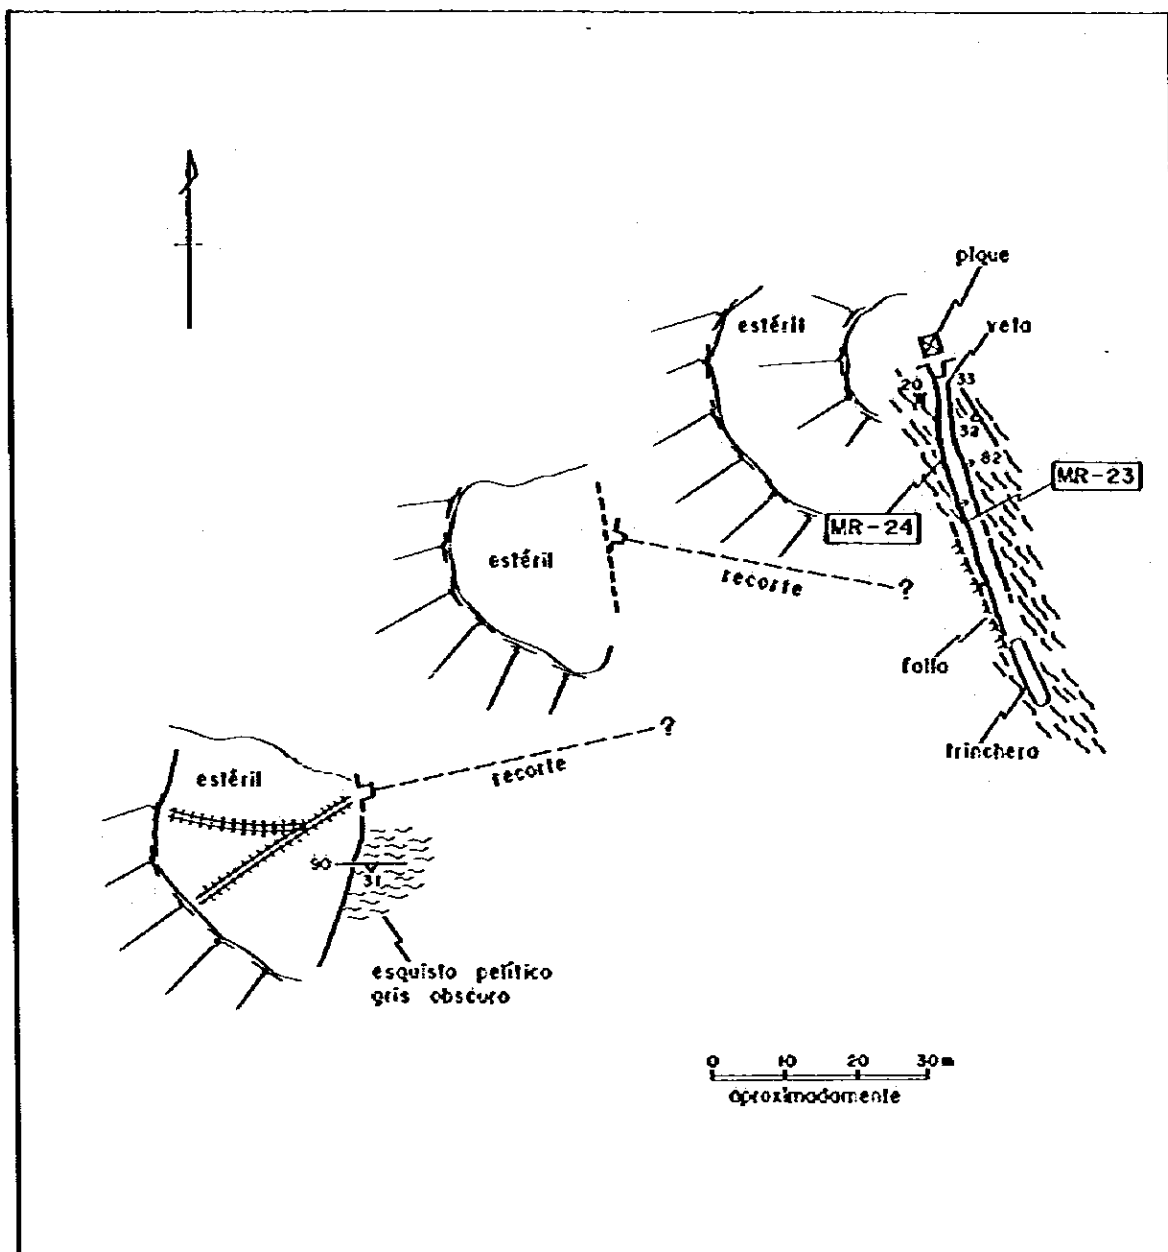 pique
estéril
veta
20
33
32
82
MR-23
MR-24
estéril
recorte
?
falla
trinchera
?
estéril
recorte
90
31
esquisto pelítico
gris obscuro
0 10 20 30 m
aproximadamente